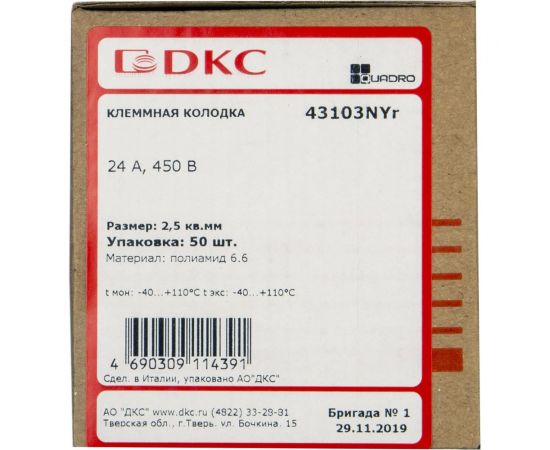 DKC
QUADRO
КЛЕММНАЯ КОЛОДКА 43103NYr
24 А, 450 В
Размер: 2,5 кв.мм
Упаковка: 50 шт.
Материал: полиамид 6.6
t мон: -40...+110°C t экс: -40...+110°C
4 690309 114391
Сдел. в Италии, упаковано АО"ДКС"
АО "ДКС" www.dkc.ru (4822) 33-28-81
Тверская обл., г.Тверь, ул. Бочкина, 15
Бригада № 1
29.11.2019